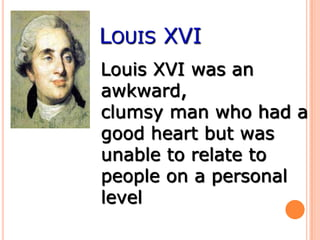 Louis XVI
Louis XVI was an
awkward,
clumsy man who had a
good heart but was
unable to relate to
people on a personal
level